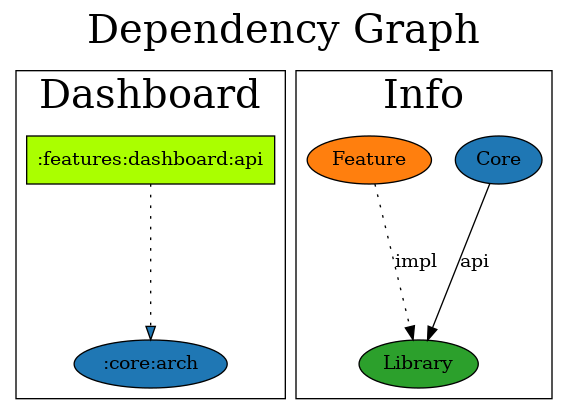 Dependency Graph
Dashboard
:features:dashboard:api
:core:arch
Info
Feature
Core
impl
api
Library